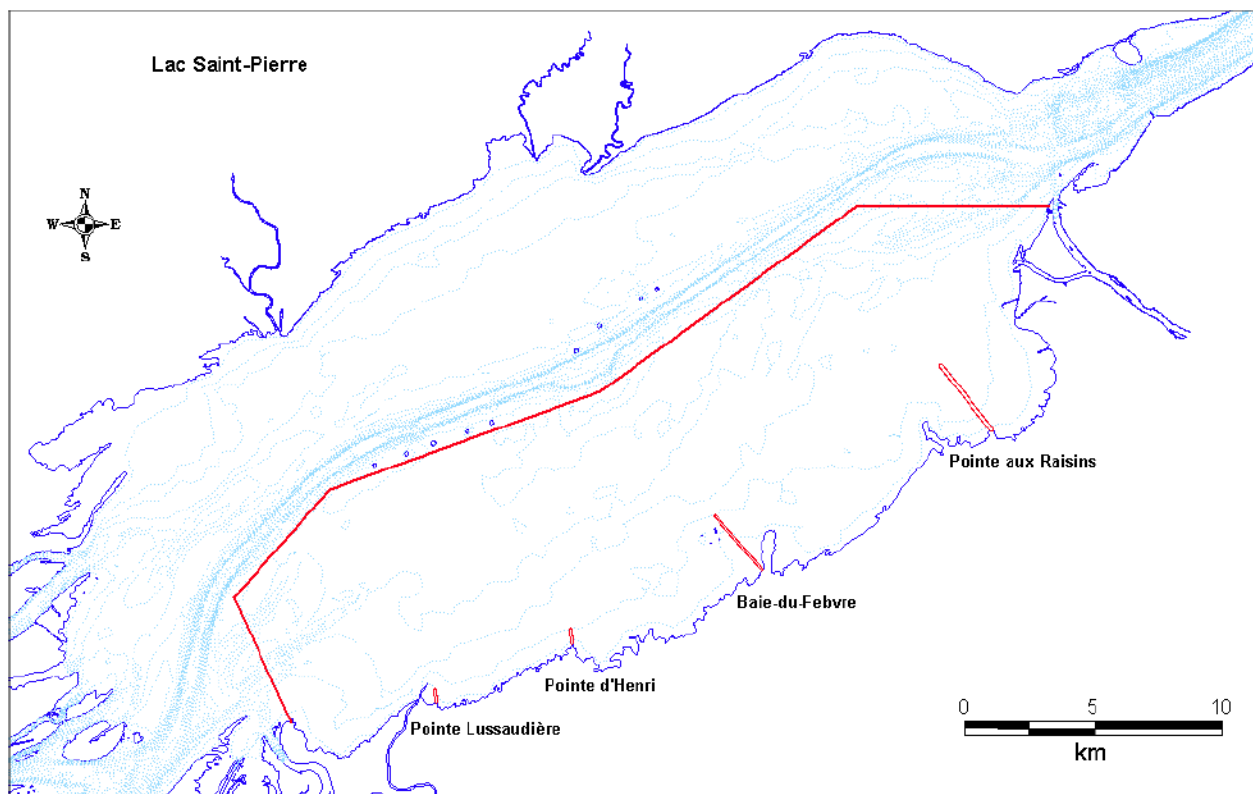 Lac Saint-Pierre
N
W E
S
Pointe aux Raisins
Baie-du-Febvre
Pointe d'Henri
Pointe Lussaudière
0 5 10
km